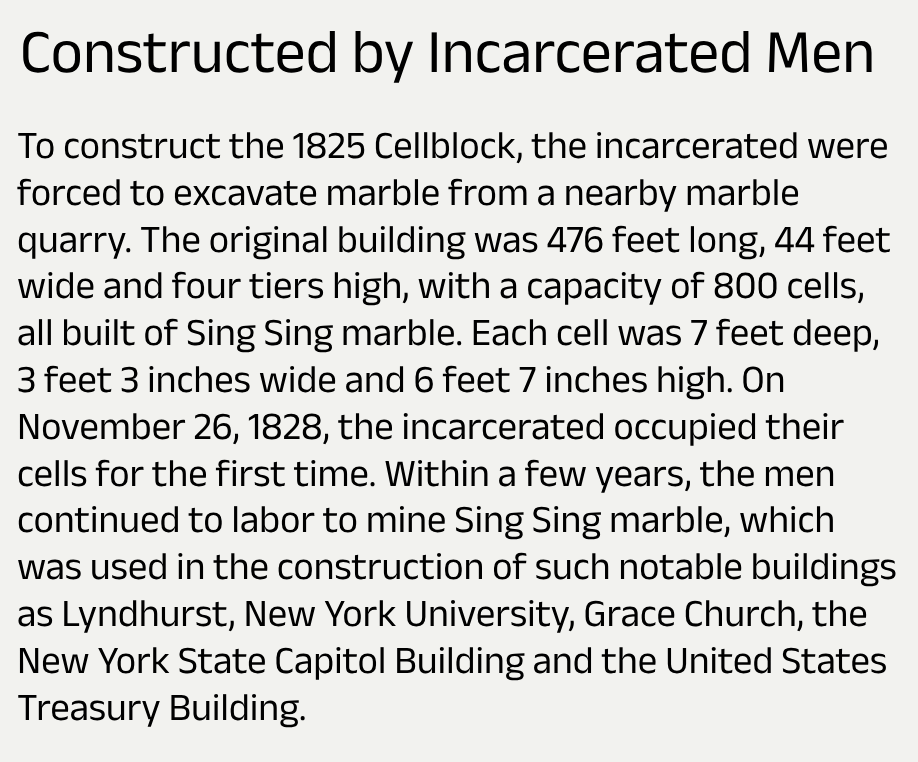 Constructed by Incarcerated Men
To construct the 1825 Cellblock, the incarcerated were
forced to excavate marble from a nearby marble
quarry. The original building was 476 feet long, 44 feet
wide and four tiers high, with a capacity of 800 cells,
all built of Sing Sing marble. Each cell was 7 feet deep,
3 feet 3 inches wide and 6 feet 7 inches high. On
November 26, 1828, the incarcerated occupied their
cells for the first time. Within a few years, the men
continued to labor to mine Sing Sing marble, which
was used in the construction of such notable buildings
as Lyndhurst, New York University, Grace Church, the
New York State Capitol Building and the United States
Treasury Building.